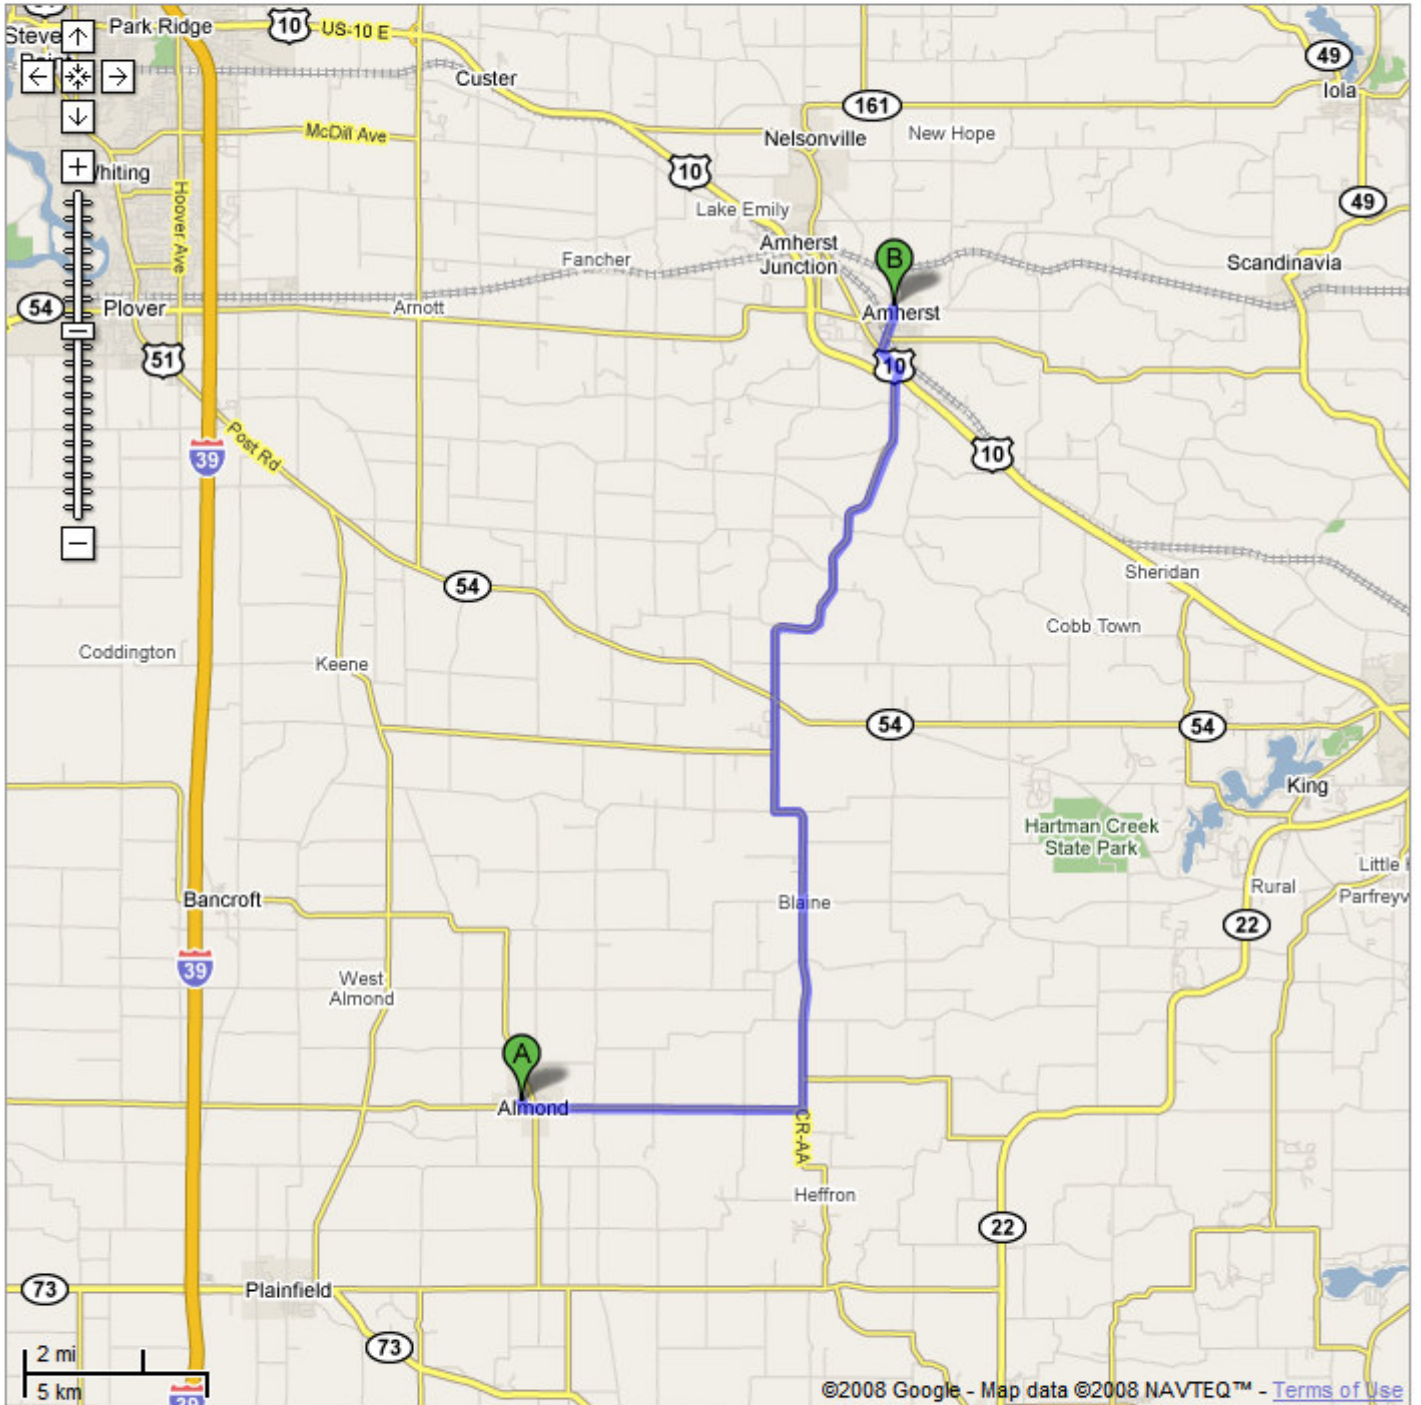 Park Ridge
10
US-10 E
49
Steve
Custer
161
Iola
McDill Ave
Nelsonville
New Hope
Whiting
10
Hoover Ave
Lake Emily
49
Fancher
Amherst
Junction
B
Scandinavia
54
Plover
Arnott
Amherst
51
10
39
Post Rd
10
54
Sheridan
Cobb Town
Coddington
Keene
54
54
King
Hartman Creek
State Park
Little
Bancroft
Blaine
Rural
Parfreyv
22
39
West
Almond
A
Almond
CR-AA
Heffron
22
73
Plainfield
73
2 mi
5 km
©2008 Google - Map data ©2008 NAVTEQ™ - Terms of Use